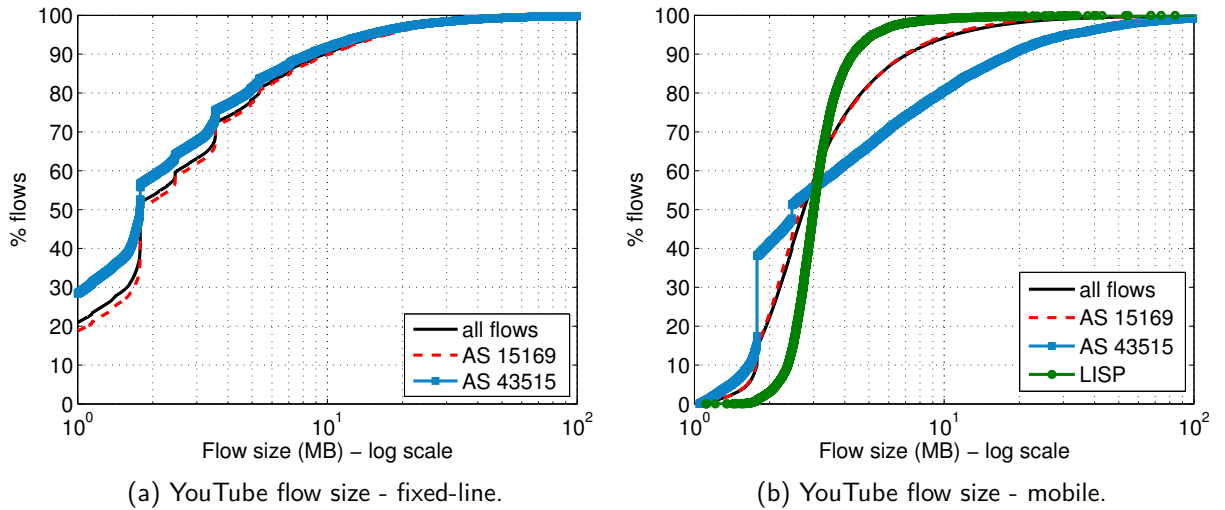 100
90
80
70
60
50
40
30
20
10
0
% flows
10^0
10^1
10^2
Flow size (MB) − log scale
all flows
AS 15169
AS 43515
(a) YouTube flow size - fixed-line.
100
90
80
70
60
50
40
30
20
10
0
% flows
10^0
10^1
10^2
Flow size (MB) − log scale
all flows
AS 15169
AS 43515
LISP
(b) YouTube flow size - mobile.